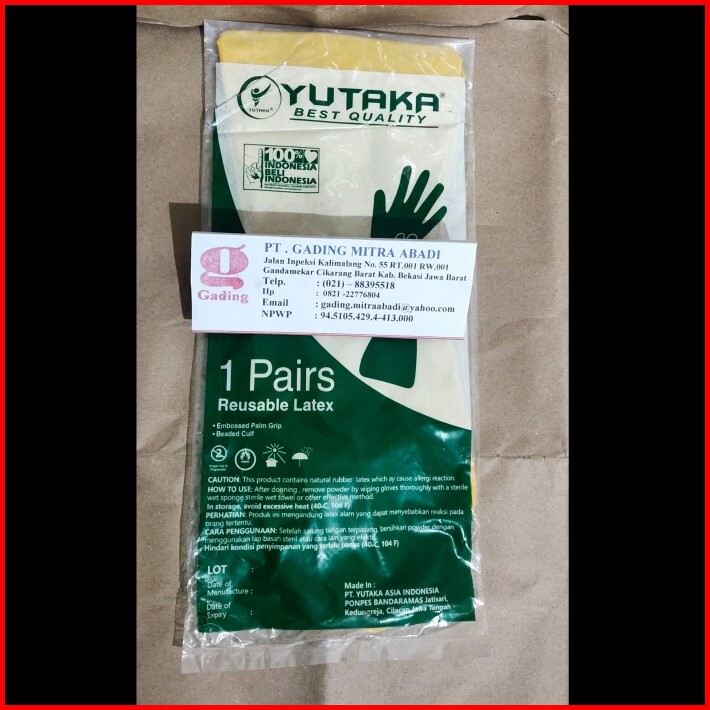 YUTAKA®
YUTAKA®
BEST QUALITY
100%
INDONESIA
BELI
INDONESIA
PT . GADING MITRA ABADI
Jalan Inpeksi Kalimalang No. 55 RT.001 RW.001
Gandamekar Cikarang Barat Kab. Bekasi Jawa Barat
Telp. : (021) – 88395518
Hp : 0821 -22776804
Email : gading.mitraabadi@yahoo.com
NPWP : 94.5105.429.4-413.000
g
Gading
1 Pairs
Reusable Latex
• Embossed Palm Grip
• Beaded Culf
CAUTION: This product contains natural rubber latex which ay cause allergi reaction.
HOW TO USE: After donning , remove powder by wiping gloves thoroughly with a sterile
wet sponge sterile wet towel or other effective method.
In storage, avoid excessive heat (40.C, 104 F)
PERHATIAN: Produk ini mengandung latex alam yang dapat menyebabkan reaksi pada
orang tertentu.
CARA PENGGUNAAN: Setelah sarung tangan terpasang, bersihkan powder dengan
menggunakan lap basah steril atu cara lain yang efektif.
Hindari kondisi penyimpanan yang terlalu panas (40.C, 104 F)
LOT :
Date of
Manufacture :
Date of
Expiry :
Made In :
PT. YUTAKA ASIA INDONESIA
PONPES BANDARAMAS Jatisari,
Kedungreja, Cilacap Jawa Tengah